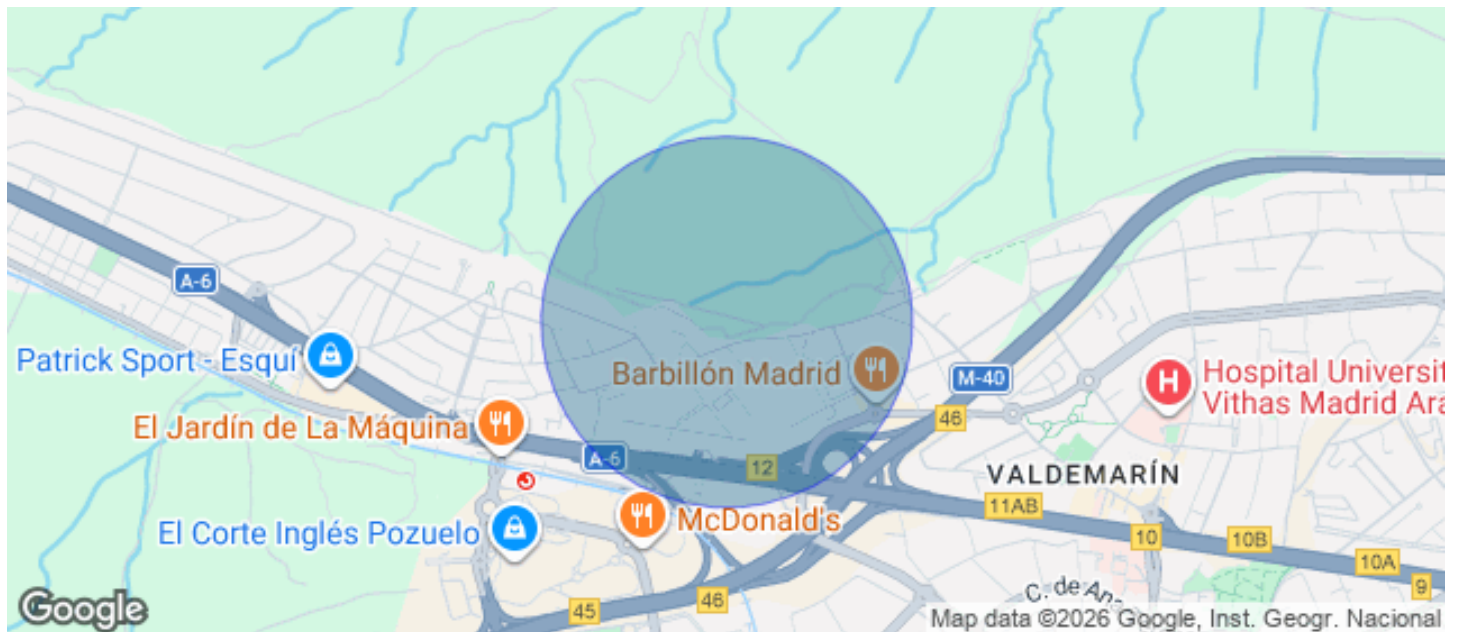 A-6
Patrick Sport - Esquí
Barbillón Madrid
M-40
Hospital Universit
Vithas Madrid Ara
46
El Jardín de La Máquina
A-6
12
VALDEMARÍN
11AB
McDonald's
El Corte Inglés Pozuelo
10
10B
10A
9
46
45
C. de Ana
Google
Map data ©2026 Google, Inst. Geogr. Nacional